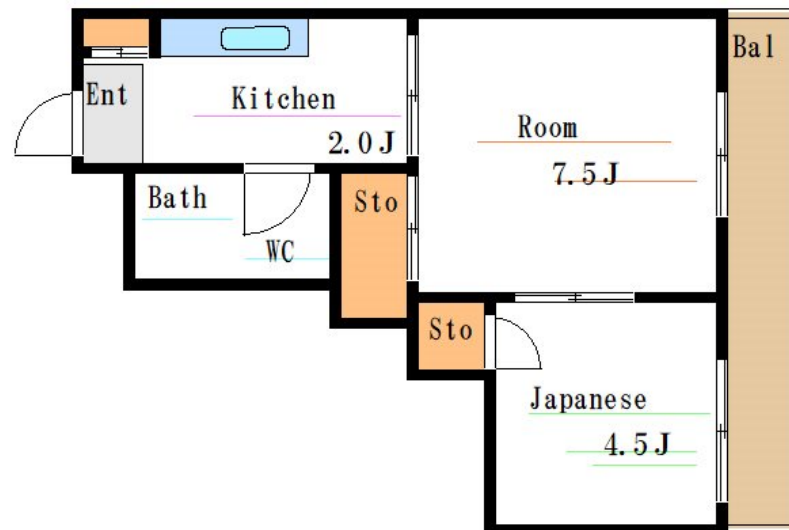 Ent
Kitchen
2.0J
Room
7.5J
Bal
Bath
WC
Sto
Sto
Japanese
4.5J